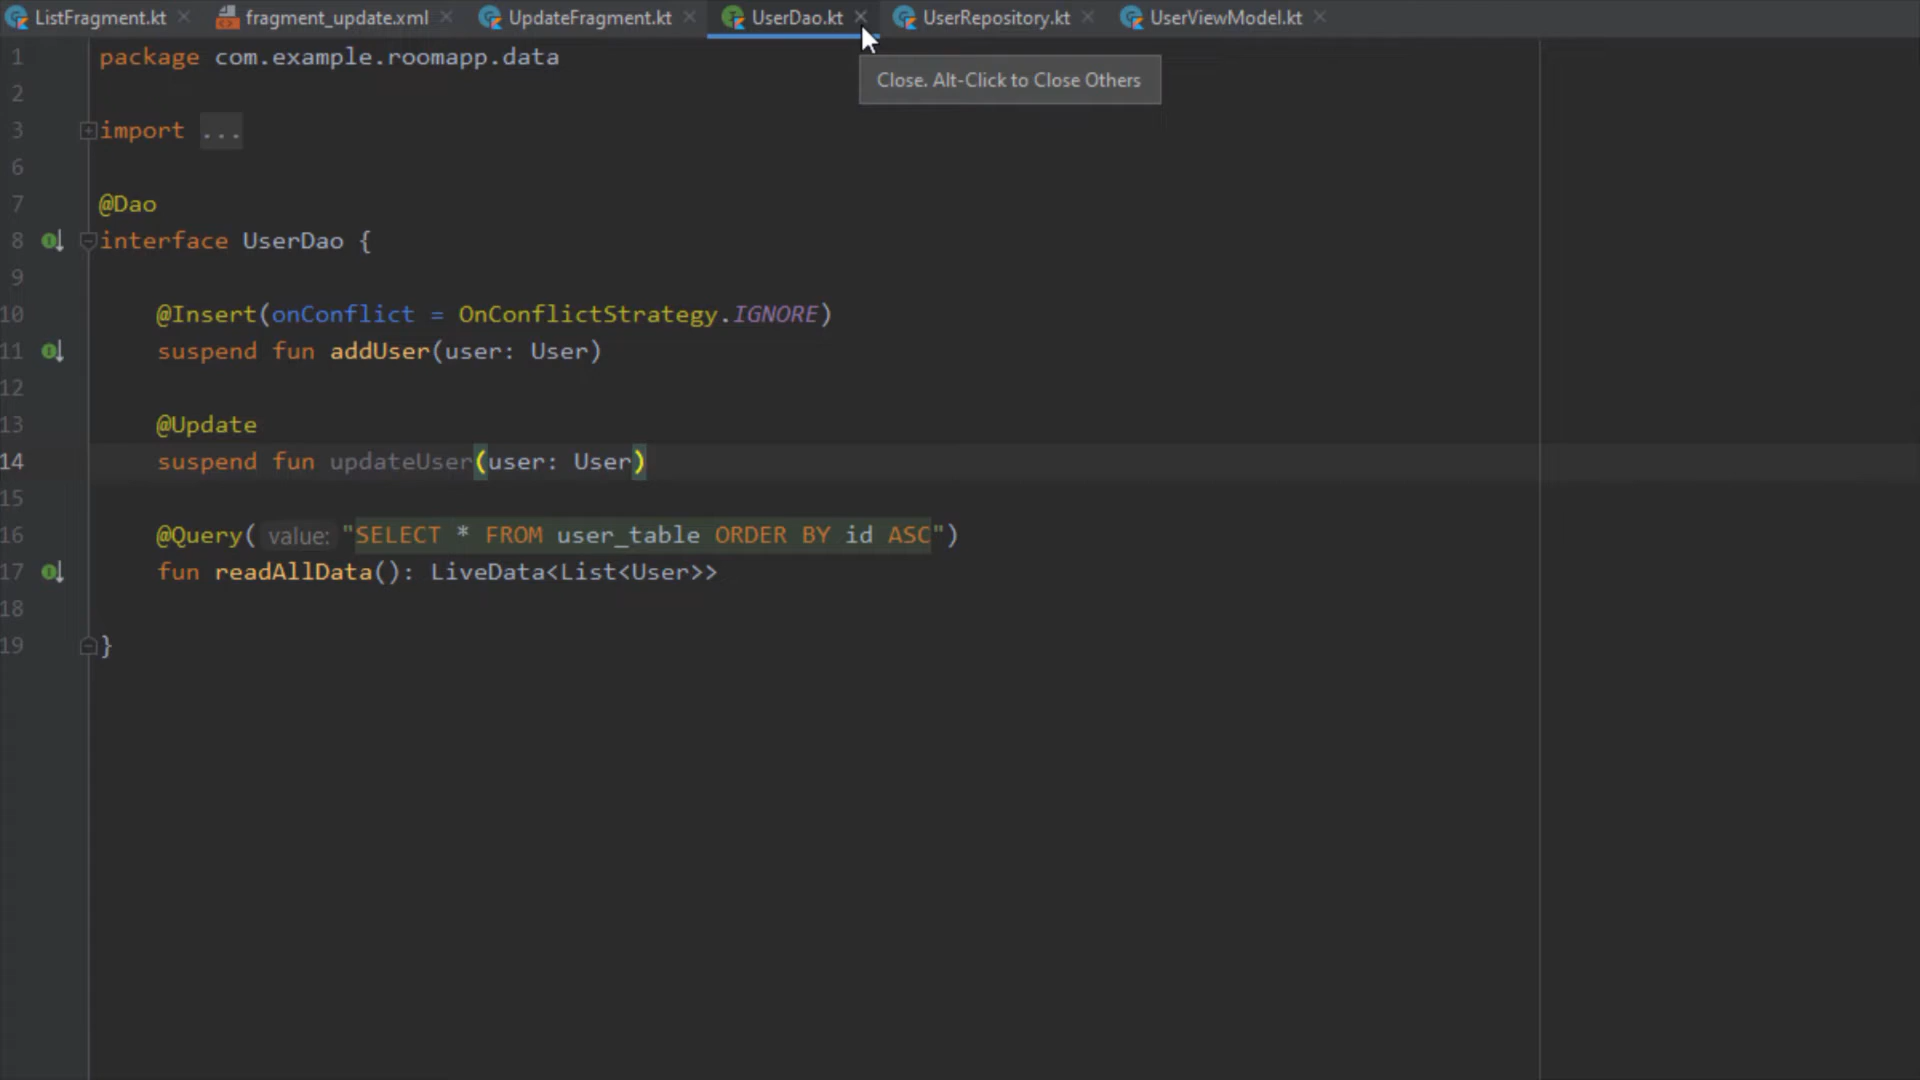 ListFragment.kt fragment_update.xml UpdateFragment.kt UserDao.kt UserRepository.kt UserViewModel.kt
Close. Alt-Click to Close Others
1 package com.example.roomapp.data
2
3 import ...
6
7 @Dao
8 interface UserDao {
9
10 @Insert(onConflict = OnConflictStrategy.IGNORE)
11 suspend fun addUser(user: User)
12
13 @Update
14 suspend fun updateUser(user: User)
15
16 @Query( value: "SELECT * FROM user_table ORDER BY id ASC")
17 fun readAllData(): LiveData<List<User>>
18
19 }